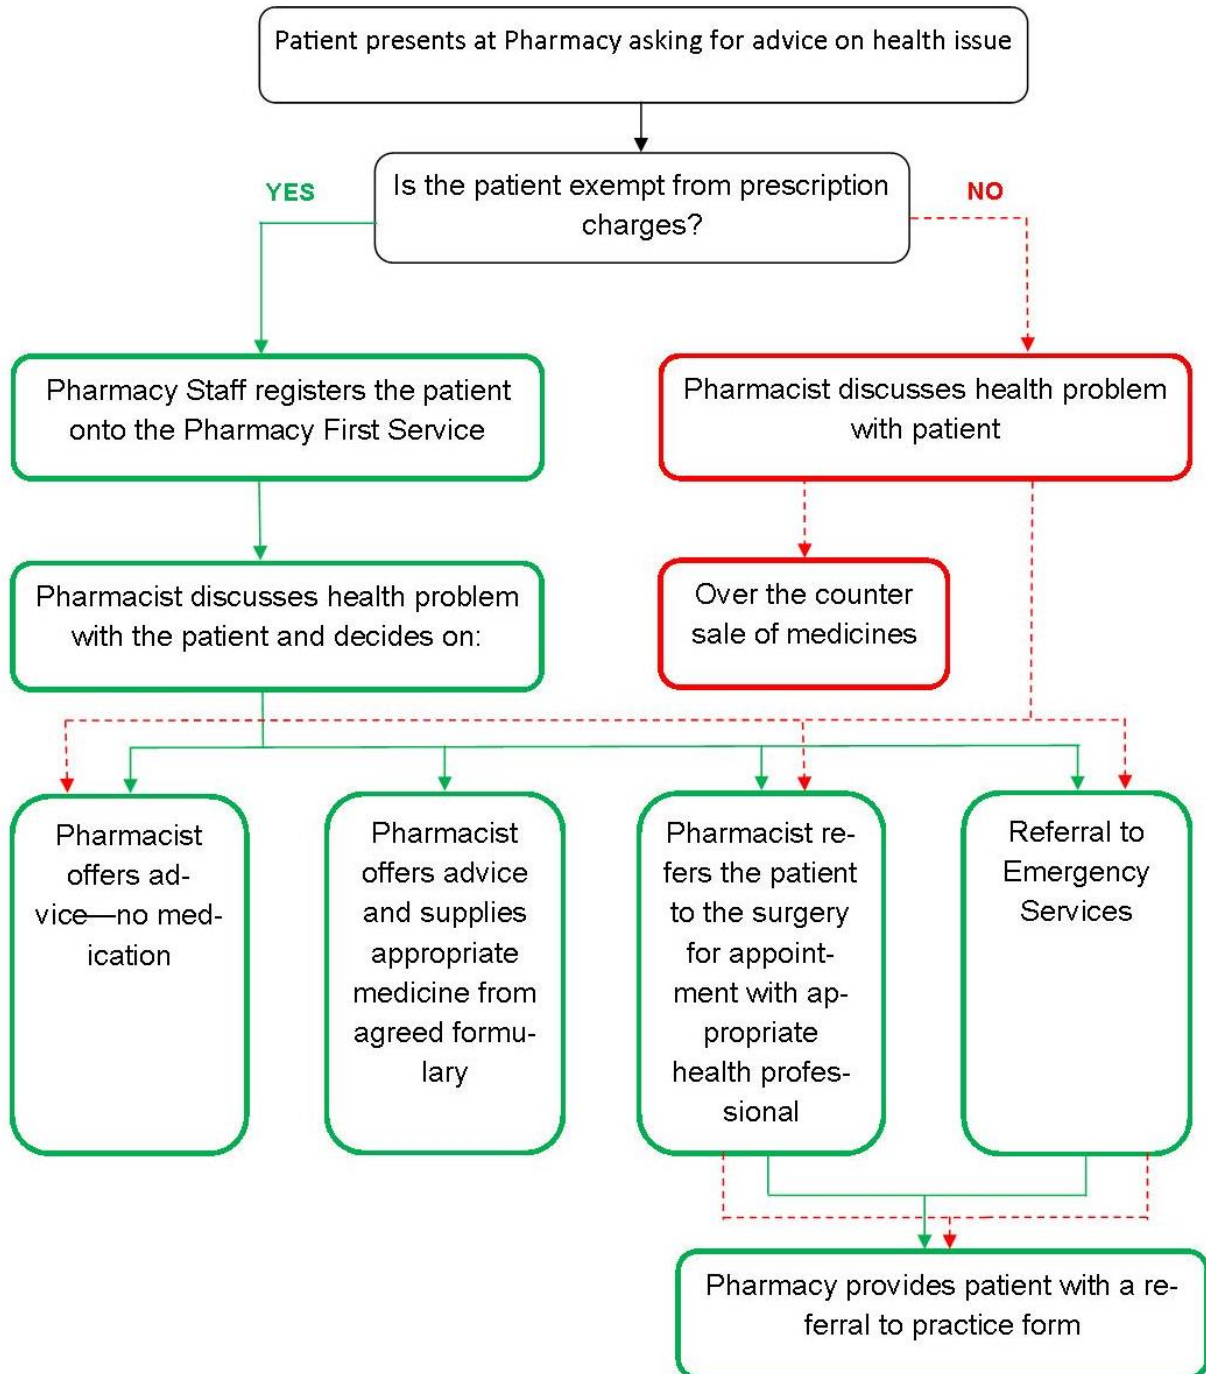 Patient presents at Pharmacy asking for advice on health issue
Is the patient exempt from prescription
charges?
YES
NO
Pharmacy Staff registers the patient
onto the Pharmacy First Service
Pharmacist discusses health problem
with patient
Pharmacist discusses health problem
with the patient and decides on:
Over the counter
sale of medicines
Pharmacist
offers ad-
vice—no med-
ication
Pharmacist
offers advice
and supplies
appropriate
medicine from
agreed formu-
lary
Pharmacist re-
fers the patient
to the surgery
for appoint-
ment with ap-
propriate
health profes-
sional
Referral to
Emergency
Services
Pharmacy provides patient with a re-
ferral to practice form